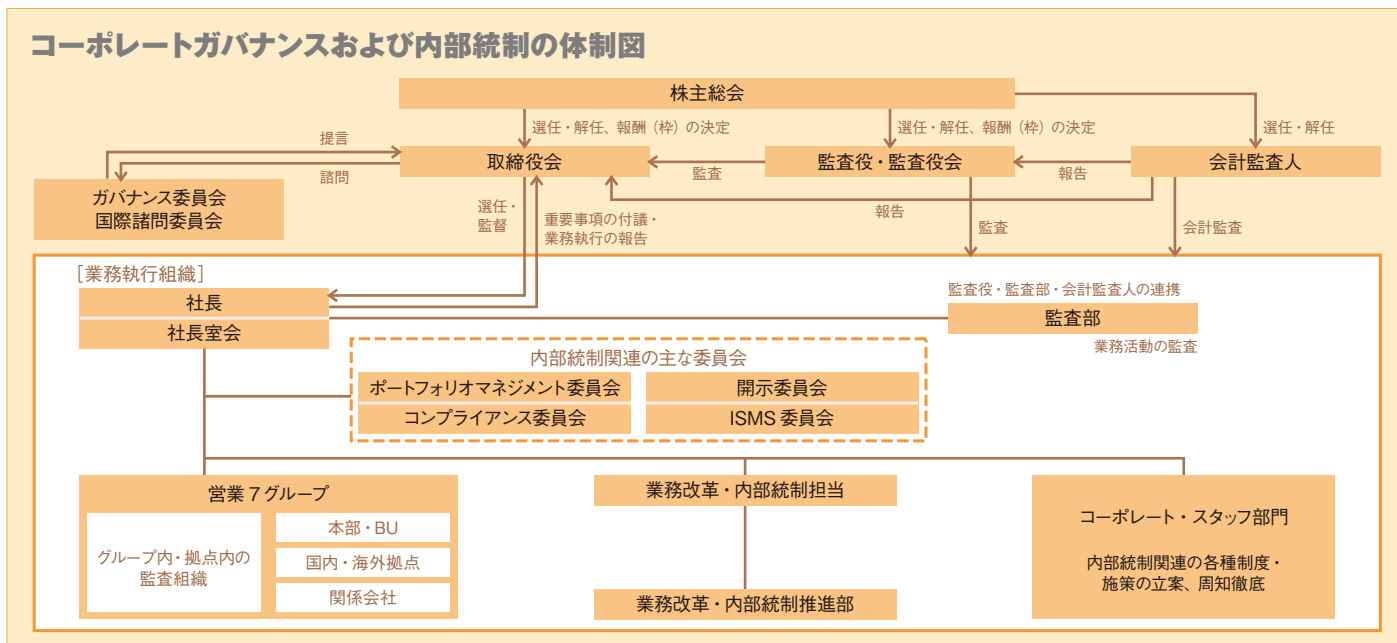 コーポレートガバナンスおよび内部統制の体制図
株主総会
選任・解任、報酬（枠）の決定
選任・解任、報酬（枠）の決定
選任・解任
提言
諮問
取締役会
監査
監査役・監査役会
報告
会計監査人
ガバナンス委員会
国際諮問委員会
選任・
監督
重要事項の付議・
業務執行の報告
報告
監査
会計監査
［業務執行組織］
社長
社長室会
監査役・監査部・会計監査人の連携
監査部
業務活動の監査
内部統制関連の主な委員会
ポートフォリオマネジメント委員会
開示委員会
コンプライアンス委員会
ISMS 委員会
営業 7 グループ
グループ内・拠点内の
監査組織
本部・BU
国内・海外拠点
関係会社
業務改革・内部統制担当
業務改革・内部統制推進部
コーポレート・スタッフ部門
内部統制関連の各種制度・
施策の立案、周知徹底